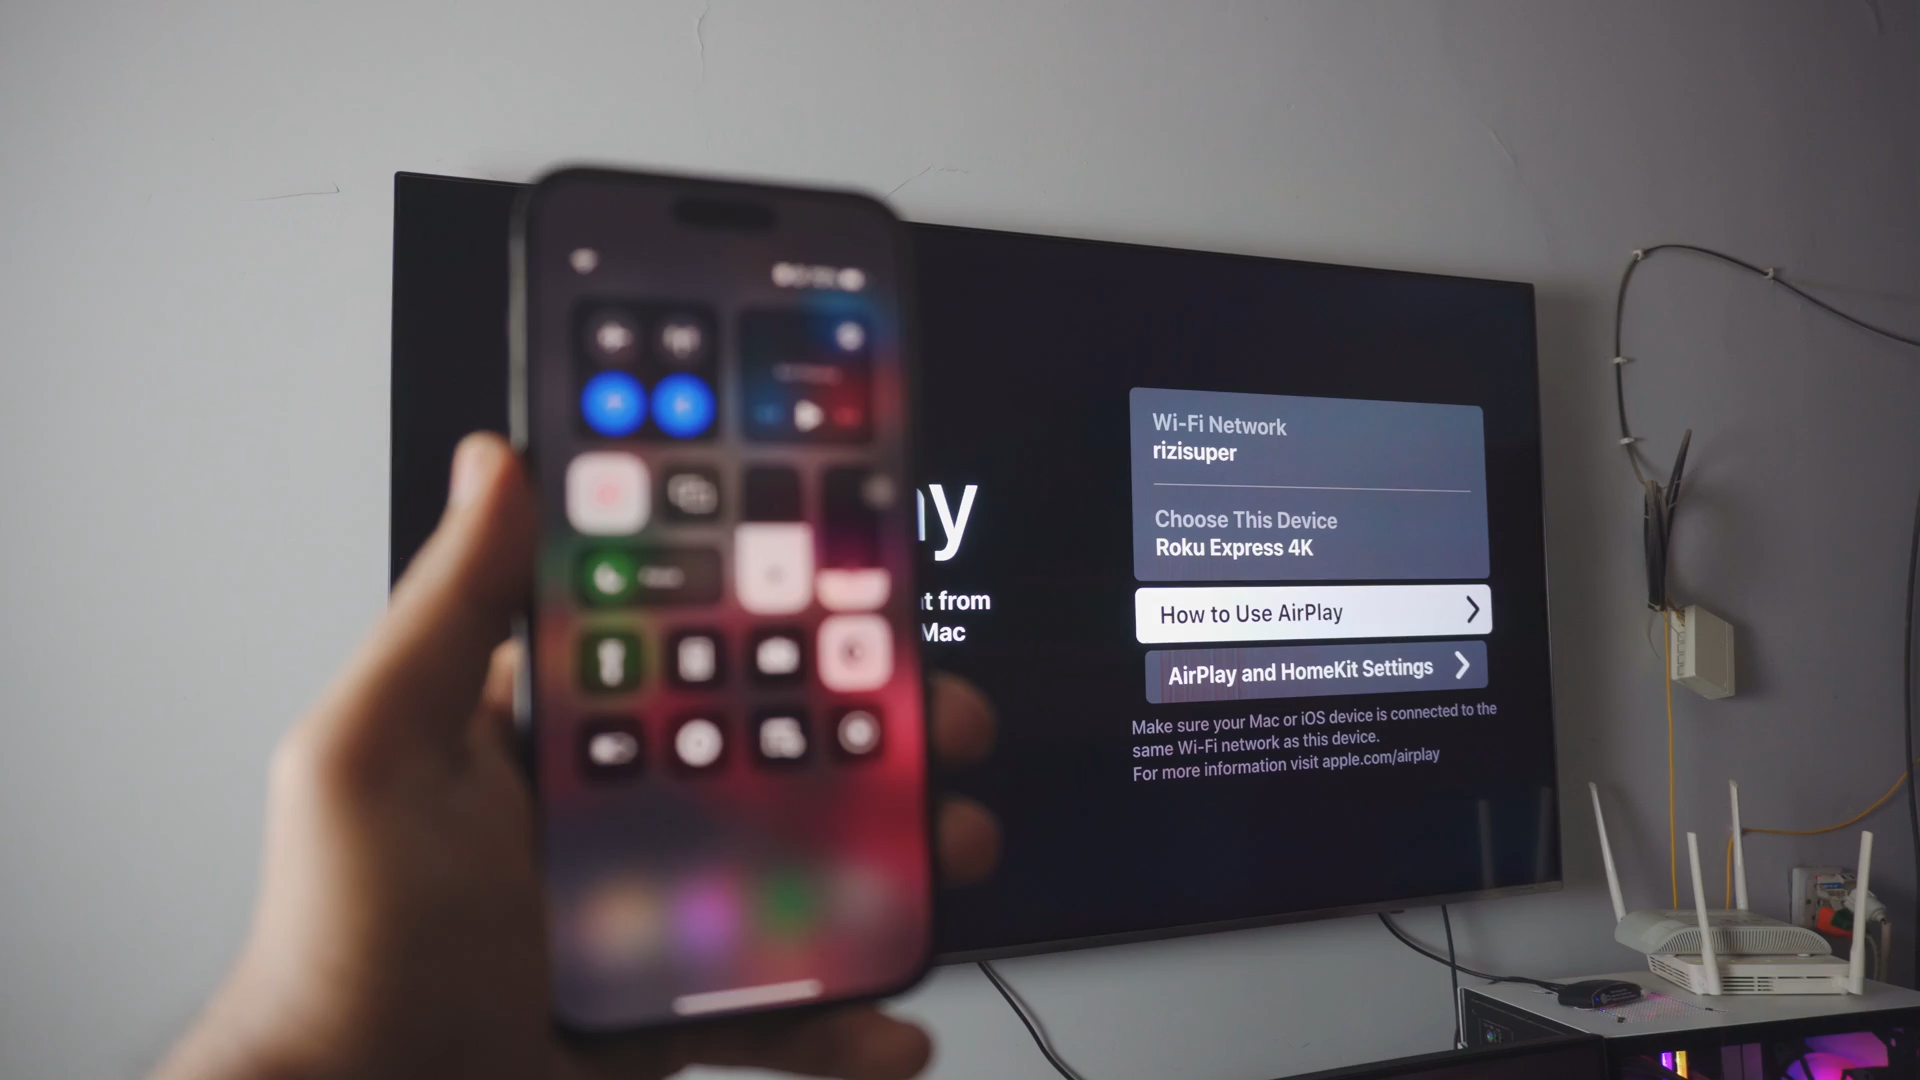 ay
t from
Mac
Wi-Fi Network
rizisuper
Choose This Device
Roku Express 4K
How to Use AirPlay
AirPlay and HomeKit Settings
Make sure your Mac or iOS device is connected to the
same Wi-Fi network as this device.
For more information visit apple.com/airplay